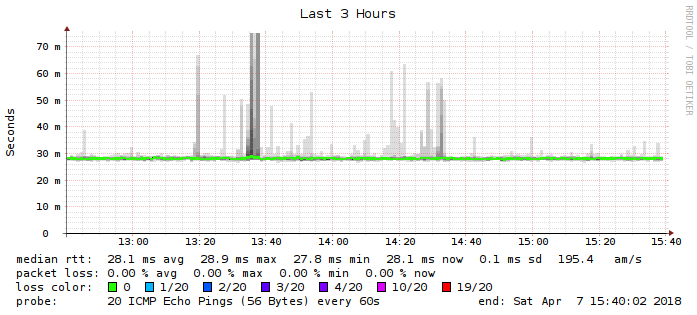 Last 3 Hours
RRDTOOL / TOBI OETIKER
Seconds
70 m
60 m
50 m
40 m
30 m
20 m
10 m
0
13:00 13:20 13:40 14:00 14:20 14:40 15:00 15:20 15:40
median rtt: 28.1 ms avg 28.9 ms max 27.8 ms min 28.1 ms now 0.1 ms sd 195.4 am/s
packet loss: 0.00 % avg 0.00 % max 0.00 % min 0.00 % now
loss color: 0 1/20 2/20 3/20 4/20 10/20 19/20
probe: 20 ICMP Echo Pings (56 Bytes) every 60s end: Sat Apr 7 15:40:02 2018